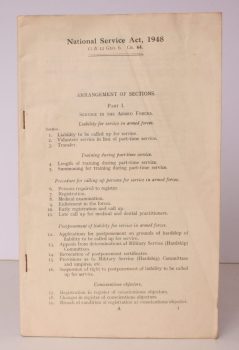 National Service Act, 1948
11 & 12 GEO. 6. CH. 64.
ARRANGEMENT OF SECTIONS
PART I.
SERVICE IN THE ARMED FORCES.
Liability for service in armed forces.
Section.
1. Liability to be called up for service.
2. Volunteer service in lieu of part-time service.
3. Transfer.
Training during part-time service.
4. Length of training during part-time service.
5. Summoning for training during part-time service.
Procedure for calling up persons for service in armed forces.
6. Persons required to register.
7. Registration.
8. Medical examination.
9. Enlistment in the forces.
10. Early registration and call up.
11. Late call up for medical and dental practitioners.
Postponement of liability for service in armed forces.
12. Applications for postponement on grounds of hardship of
liability to be called up for service.
13. Appeals from determinations of Military Service (Hardship)
Committees.
14. Revocation of postponement certificates.
15. Provisions as to Military Service (Hardship) Committees
and umpires, etc.
16. Suspension of right to postponement of liability to be called
up for service.
Conscientious objectors.
17. Registration in register of conscientious objectors.
18. Changes in register of conscientious objectors.
19. Breach of condition of registration as conscientious objector.
A